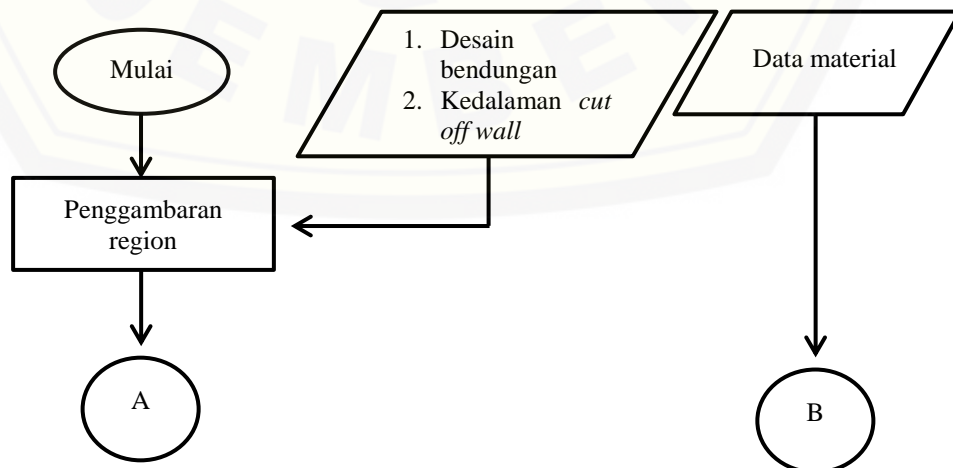 Mulai
1. Desain
bendungan
2. Kedalaman cut
off wall
Data material
Penggambaran
region
A
B